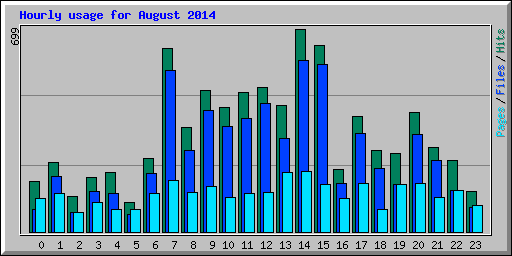 Hourly usage for August 2014
699
Pages/Files/Hits
0 1 2 3 4 5 6 7 8 9 10 11 12 13 14 15 16 17 18 19 20 21 22 23